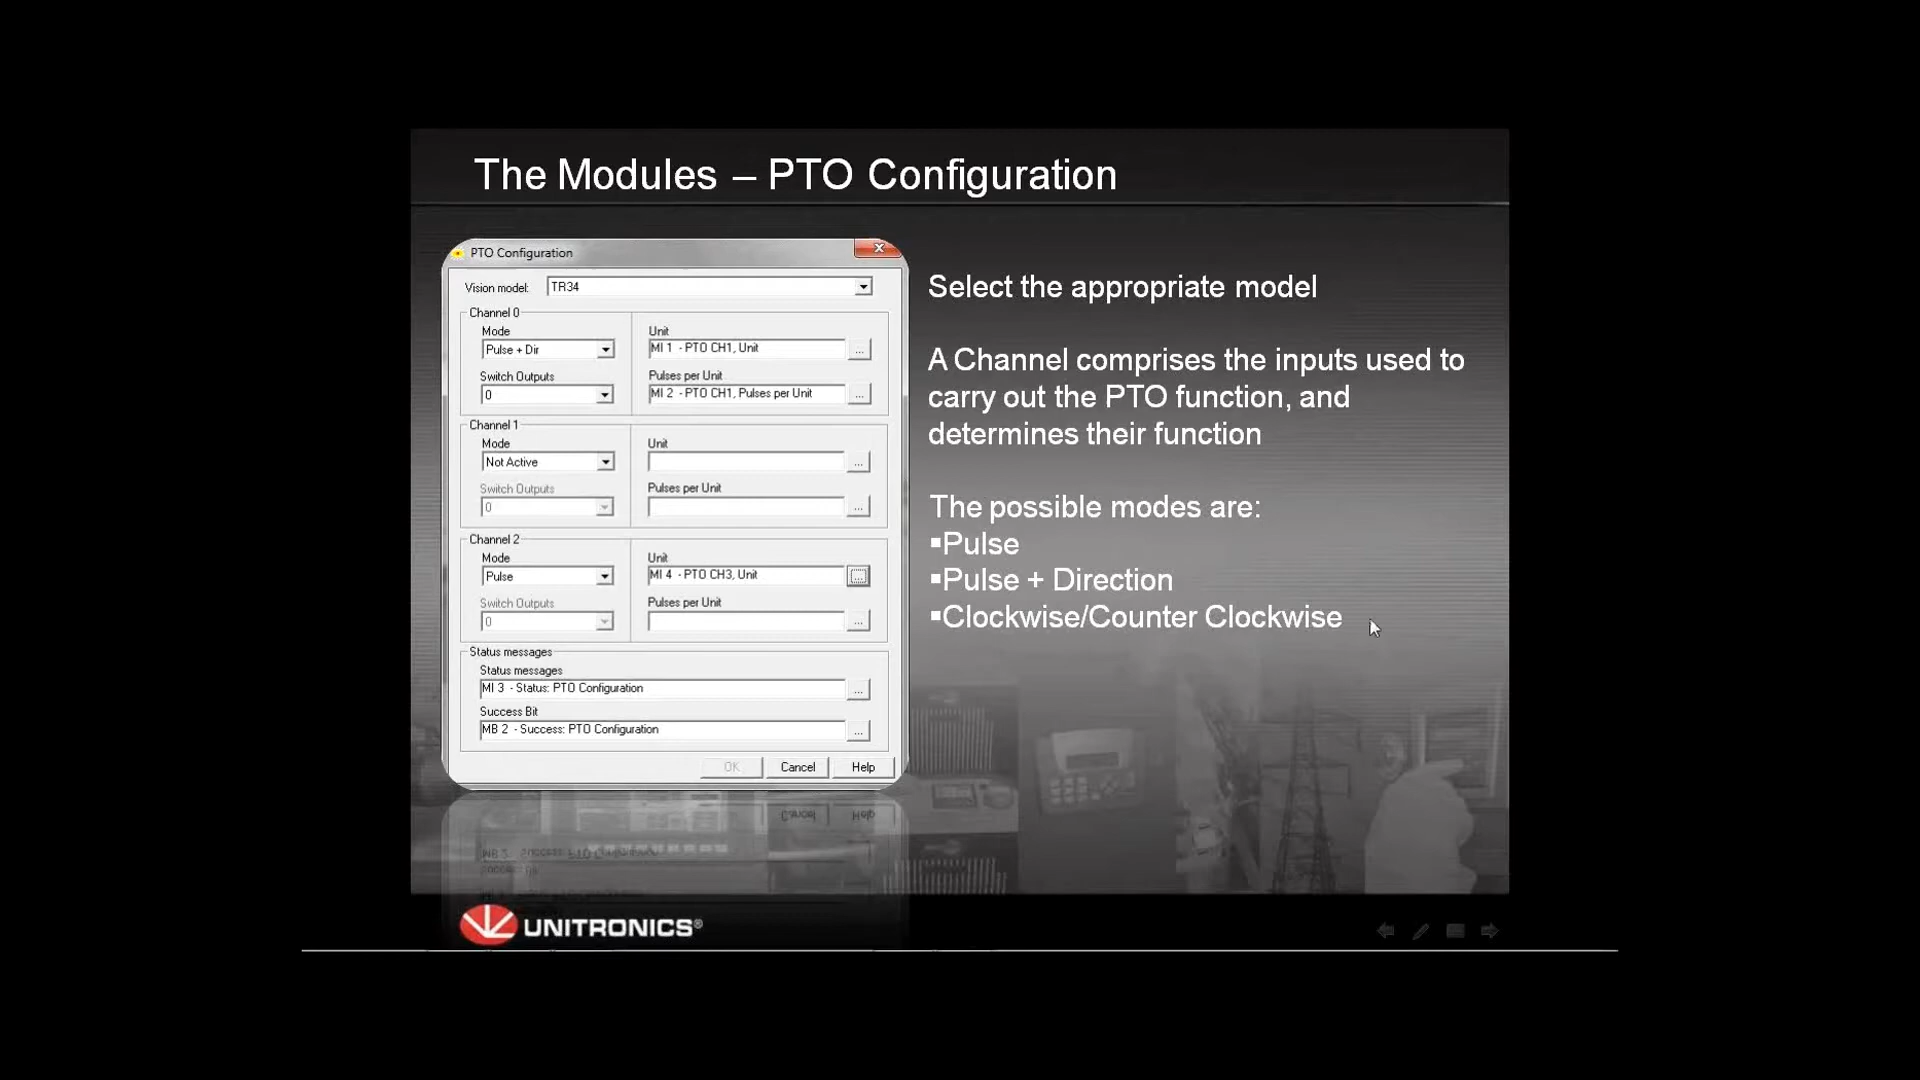 The Modules – PTO Configuration
PTO Configuration
Vision model: TR34
Channel 0
Mode
Pulse + Dir
Switch Outputs
0
Unit
MI 1 - PTO CH1, Unit
...
Pulses per Unit
MI 2 - PTO CH1, Pulses per Unit
...
Channel 1
Mode
Not Active
Switch Outputs
0
Unit
...
Pulses per Unit
...
Channel 2
Mode
Pulse
Switch Outputs
0
Unit
MI 4 - PTO CH3, Unit
...
Pulses per Unit
...
Status messages
Status messages
MI 3 - Status: PTO Configuration
...
Success Bit
MB 2 - Success: PTO Configuration
...
OK
Cancel
Help
Select the appropriate model
A Channel comprises the inputs used to
carry out the PTO function, and
determines their function
The possible modes are:
▪Pulse
▪Pulse + Direction
▪Clockwise/Counter Clockwise
UNITRONICS®